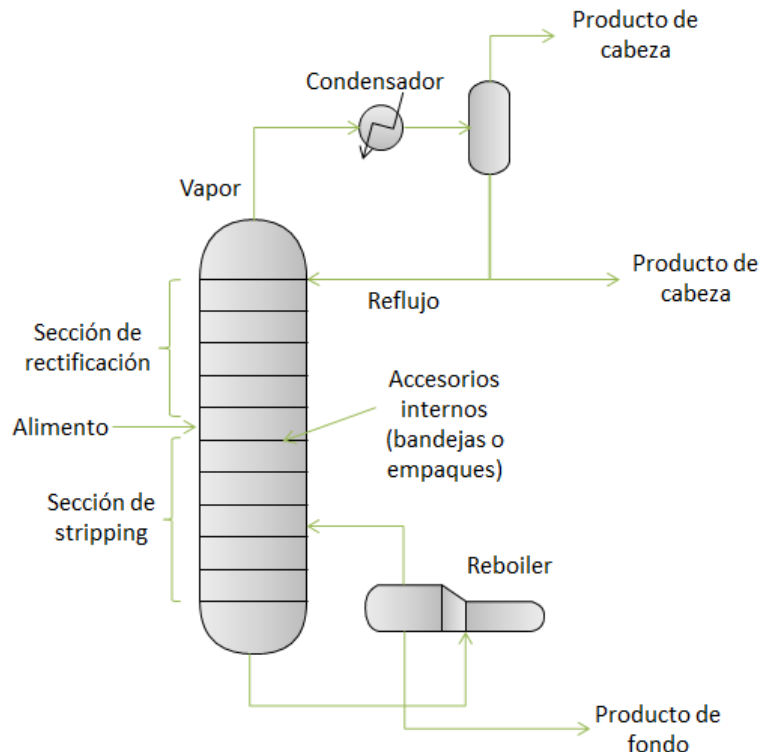 Producto de
cabeza
Condensador
Vapor
Producto de
cabeza
Reflujo
Sección de
rectificación
Accesorios
internos
(bandejas o
empaques)
Alimento
Sección de
stripping
Reboiler
Producto de
fondo